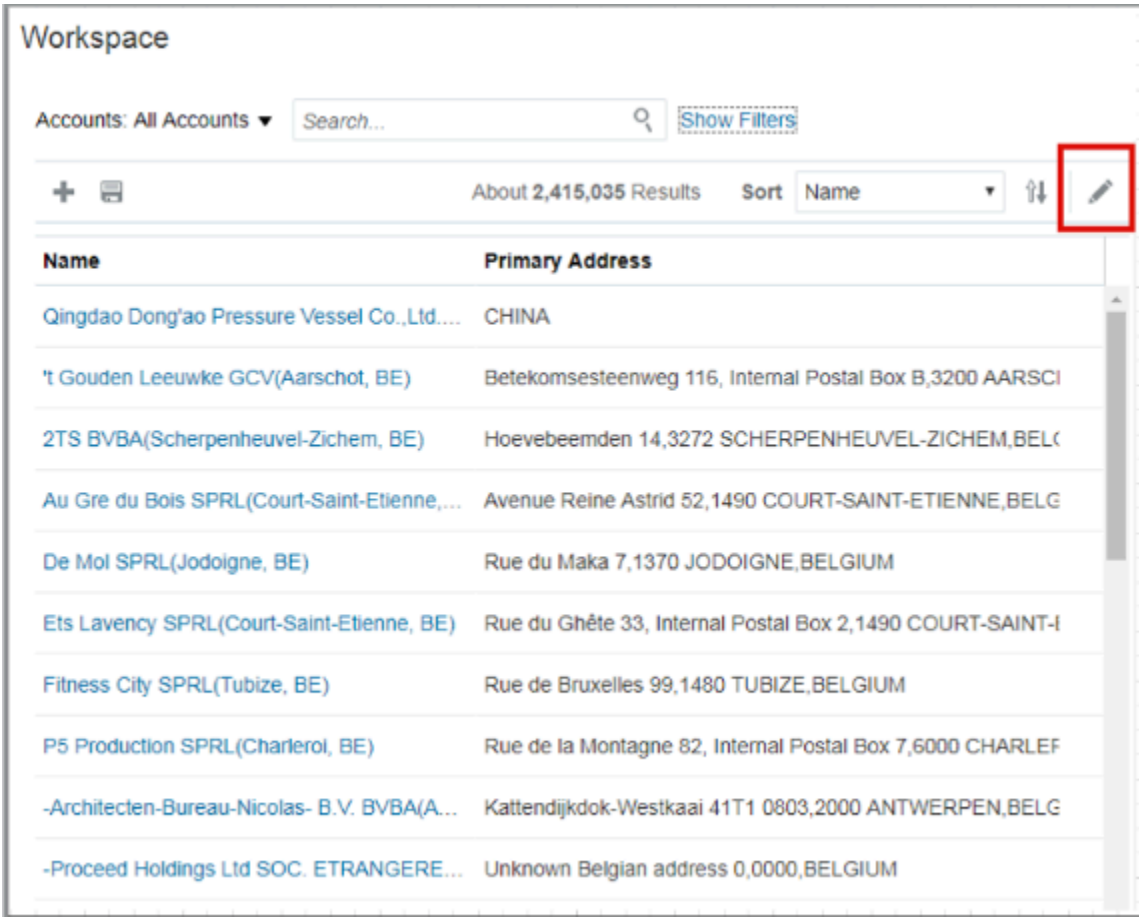 Workspace
Accounts: All Accounts Search... Show Filters
About 2,415,035 Results Sort Name
Name Primary Address
Qingdao Dong'ao Pressure Vessel Co.,Ltd.... CHINA
't Gouden Leeuwke GCV(Aarschot, BE) Betekomsesteenweg 116, Internal Postal Box B,3200 AARSCI
2TS BVBA(Scherpenheuvel-Zichem, BE) Hoevebeemden 14,3272 SCHERPENHEUVEL-ZICHEM,BELG
Au Gre du Bois SPRL(Court-Saint-Etienne,... Avenue Reine Astrid 52,1490 COURT-SAINT-ETIENNE,BELG
De Mol SPRL(Jodoigne, BE) Rue du Maka 7,1370 JODOIGNE,BELGIUM
Ets Lavency SPRL(Court-Saint-Etienne, BE) Rue du Ghête 33, Internal Postal Box 2,1490 COURT-SAINT-E
Fitness City SPRL(Tubize, BE) Rue de Bruxelles 99,1480 TUBIZE,BELGIUM
P5 Production SPRL(Charleroi, BE) Rue de la Montagne 82, Internal Postal Box 7,6000 CHARLER
-Architecten-Bureau-Nicolas- B.V. BVBA(A... Kattendijkdok-Westkaai 41T1 0803,2000 ANTWERPEN,BELG
-Proceed Holdings Ltd SOC. ETRANGERE... Unknown Belgian address 0,0000,BELGIUM